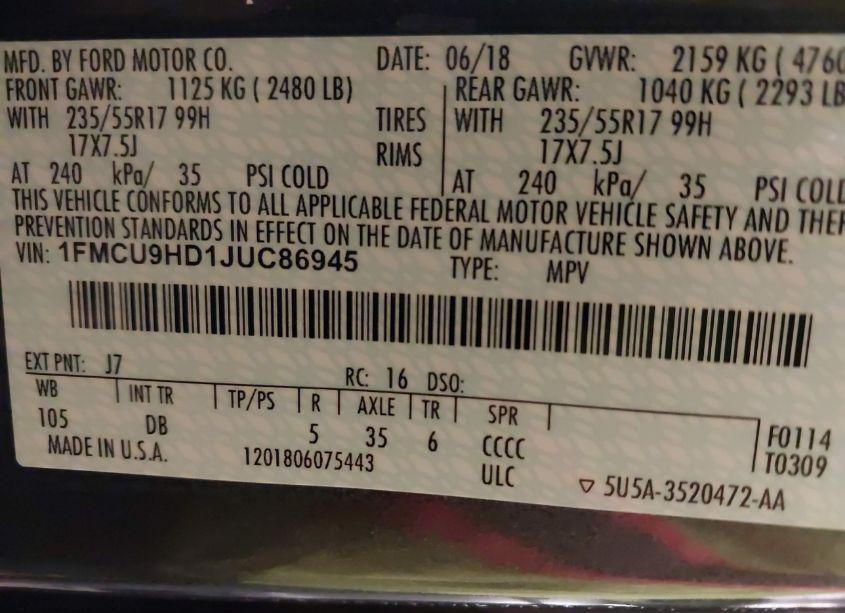 MFD. BY FORD MOTOR CO. DATE: 06/18 GVWR: 2159 KG ( 4760
FRONT GAWR: 1125 KG ( 2480 LB) REAR GAWR: 1040 KG ( 2293 LB
WITH 235/55R17 99H TIRES WITH 235/55R17 99H
17X7.5J RIMS 17X7.5J
AT 240 kPa/ 35 PSI COLD AT 240 kPa/ 35 PSI COLD
THIS VEHICLE CONFORMS TO ALL APPLICABLE FEDERAL MOTOR VEHICLE SAFETY AND THEF
PREVENTION STANDARDS IN EFFECT ON THE DATE OF MANUFACTURE SHOWN ABOVE.
VIN: 1FMCU9HD1JUC86945 TYPE: MPV
EXT PNT: J7 RC: 16 DSO:
WB INT TR TP/PS R AXLE TR SPR
105 DB 5 35 6 CCCC F0114
MADE IN U.S.A. 1201806075443 ULC T0309
▽ 5U5A-3520472-AA